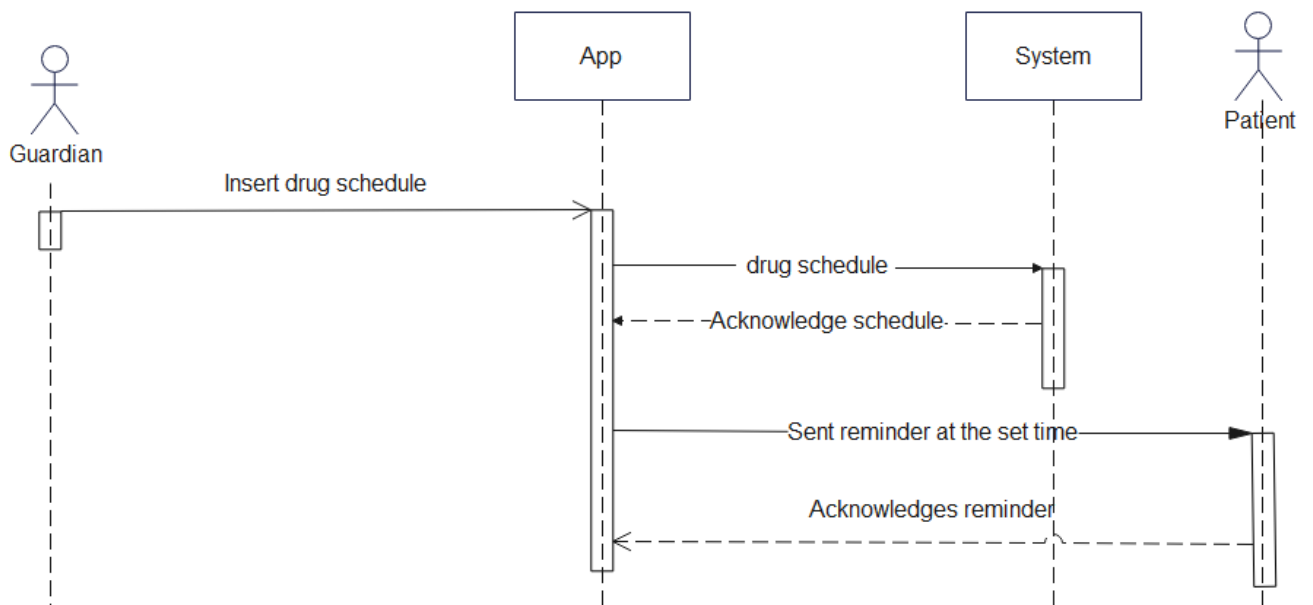 App
System
Patient
Guardian
Insert drug schedule
drug schedule
Acknowledge schedule
Sent reminder at the set time
Acknowledges reminder